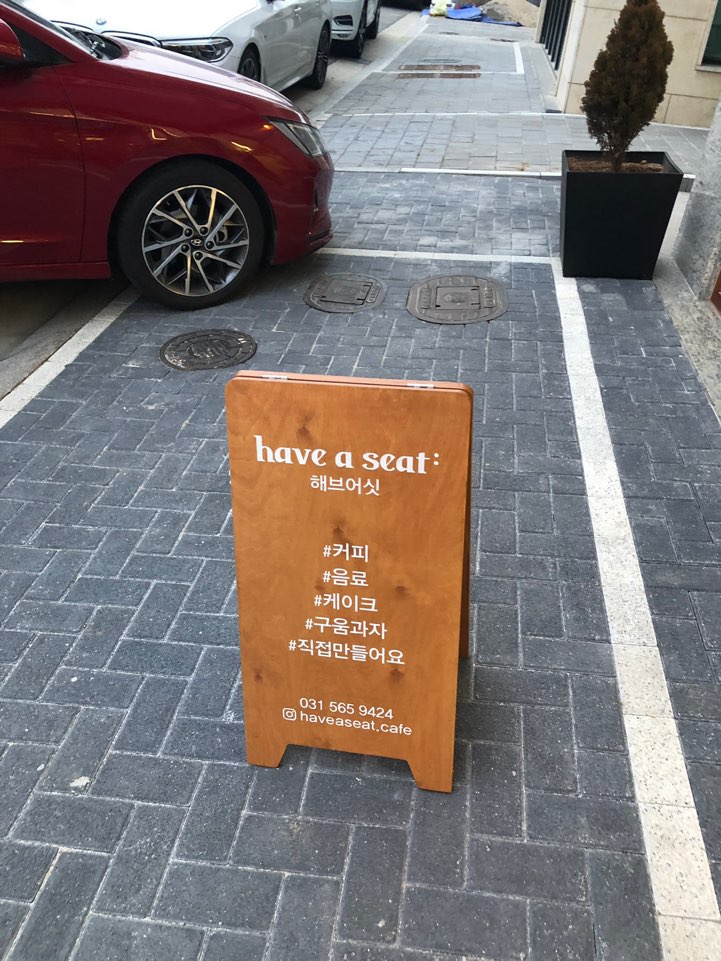 have a seat:
해브어싯
#커피
#음료
#케이크
#구움과자
#직접만들어요
031 565 9424
haveaseat.cafe